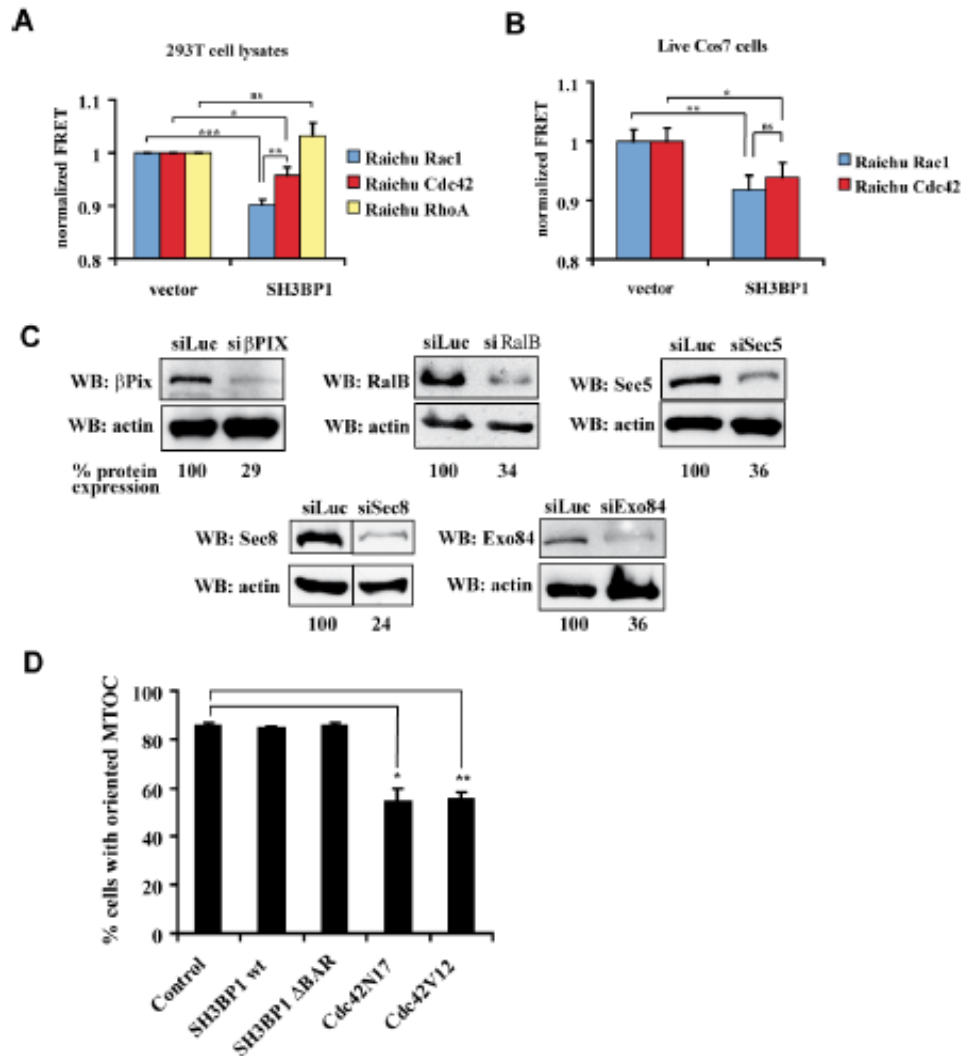 A
293T cell lysates
normalized FRET
1.1
1
0.9
0.8
ns
*
***
**
vector
SH3BP1
Raichu Rac1
Raichu Cdc42
Raichu RhoA
B
Live Cos7 cells
normalized FRET
1.1
1
0.9
0.8
*
**
ns
vector
SH3BP1
Raichu Rac1
Raichu Cdc42
C
siLuc si βPIX
WB: βPix
WB: actin
% protein expression
100 29
siLuc si RalB
WB: RalB
WB: actin
100 34
siLuc siSec5
WB: Sec5
WB: actin
100 36
siLuc siSec8
WB: Sec8
WB: actin
100 24
siLuc siExo84
WB: Exo84
WB: actin
100 36
D
% cells with oriented MTOC
100
80
60
40
20
0
*
**
Control
SH3BP1 wt
SH3BP1 ΔBAR
Cdc42N17
Cdc42V12